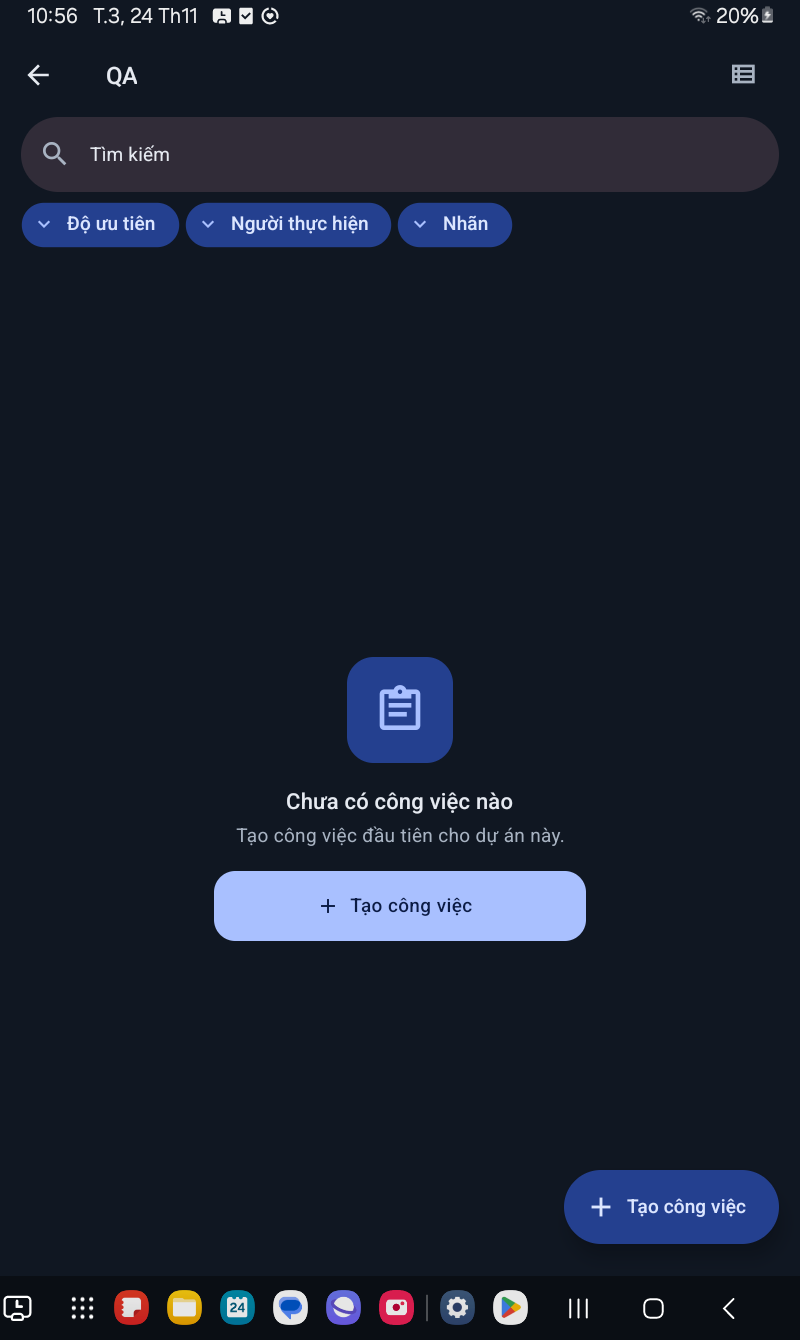 10:56 T.3, 24 Th11 20%
QA
Tìm kiếm
Độ ưu tiên Người thực hiện Nhãn
Chưa có công việc nào
Tạo công việc đầu tiên cho dự án này.
+ Tạo công việc
+ Tạo công việc
24